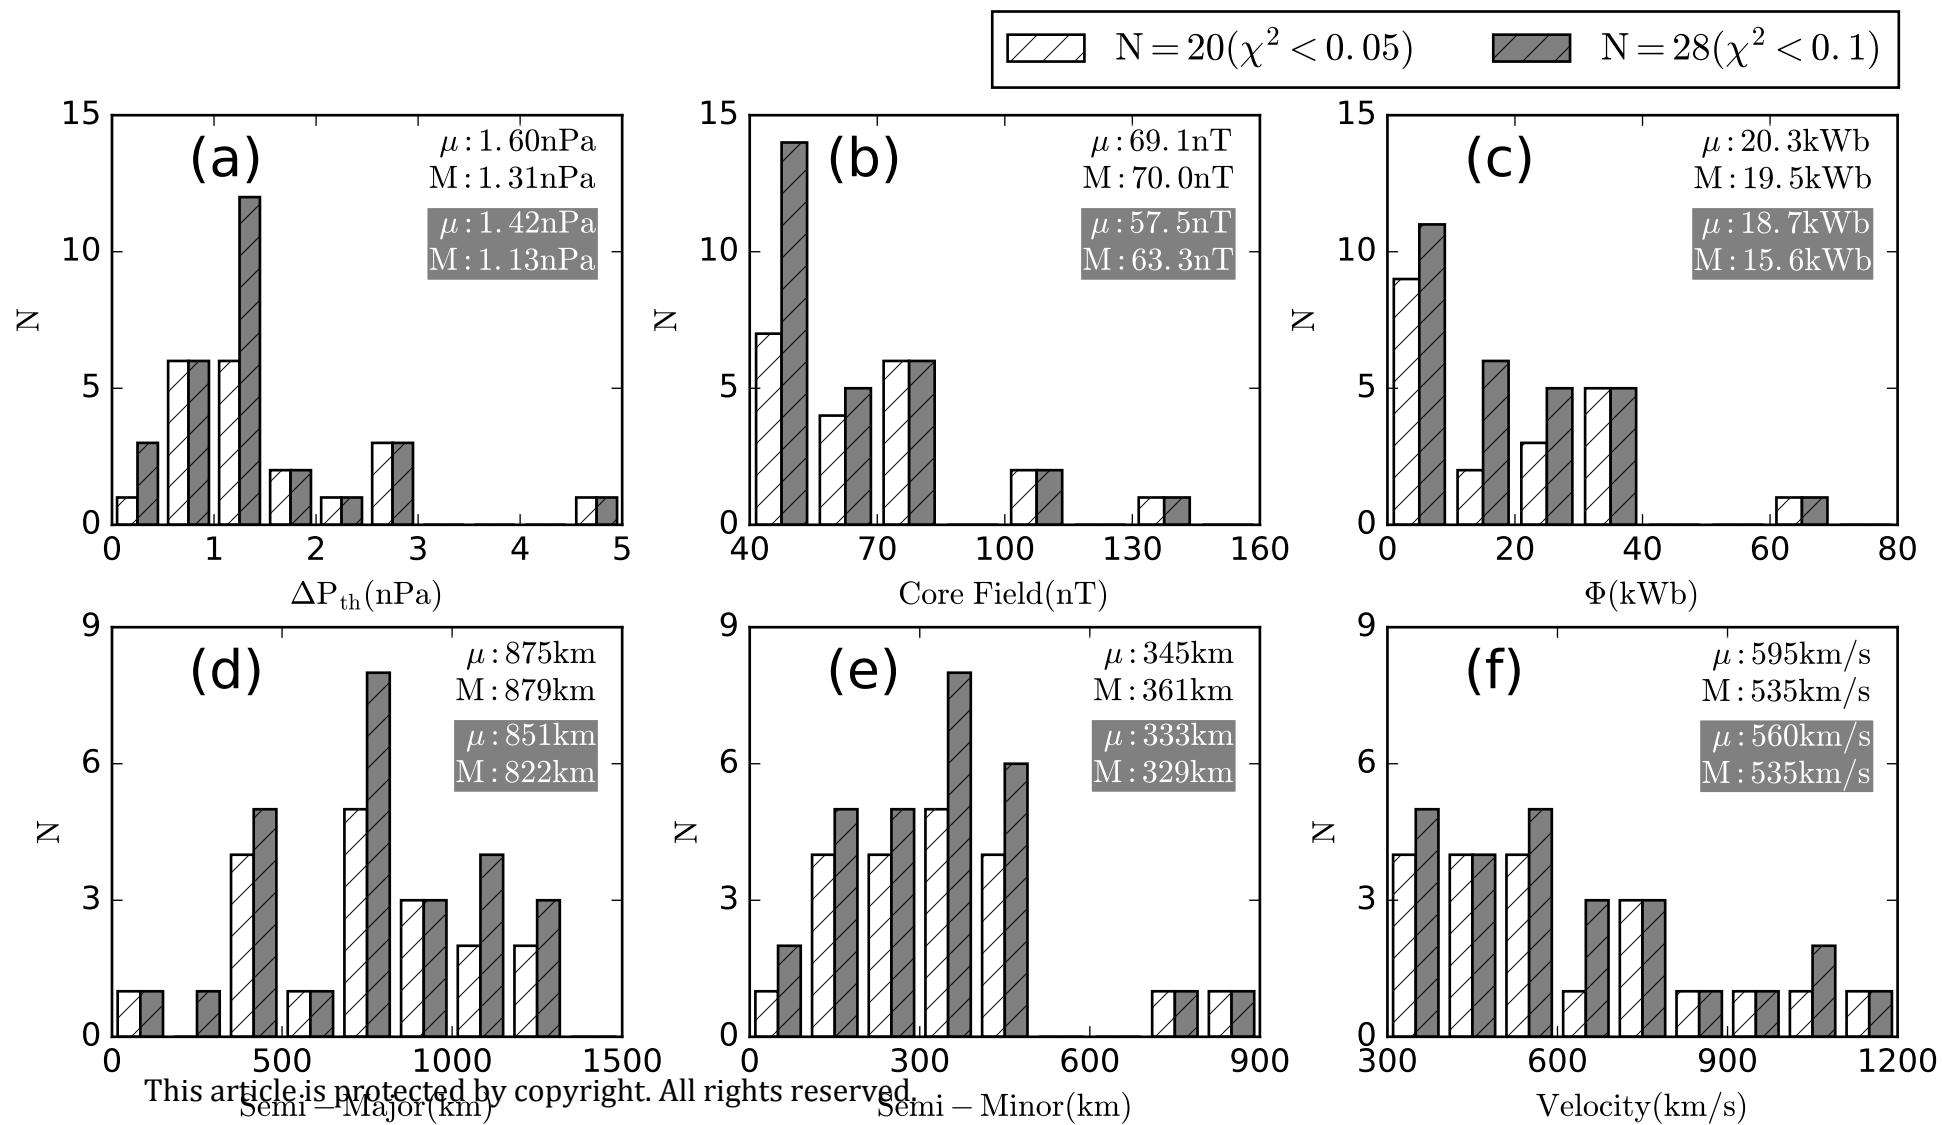 N = 20(χ² < 0.05) N = 28(χ² < 0.1)
(a) μ : 1.60nPa
M : 1.31nPa
μ : 1.42nPa
M : 1.13nPa
15
10
5
0
N
0 1 2 3 4 5
ΔP_th(nPa)
(b) μ : 69.1nT
M : 70.0nT
μ : 57.5nT
M : 63.3nT
15
10
5
0
N
40 70 100 130 160
Core Field(nT)
(c) μ : 20.3kWb
M : 19.5kWb
μ : 18.7kWb
M : 15.6kWb
15
10
5
0
N
0 20 40 60 80
Φ(kWb)
(d) μ : 875km
M : 879km
μ : 851km
M : 822km
9
6
3
0
N
0 500 1000 1500
Semi − Major(km)
(e) μ : 345km
M : 361km
μ : 333km
M : 329km
9
6
3
0
N
0 300 600 900
Semi − Minor(km)
(f) μ : 595km/s
M : 535km/s
μ : 560km/s
M : 535km/s
9
6
3
0
N
300 600 900 1200
Velocity(km/s)
This article is protected by copyright. All rights reserved.